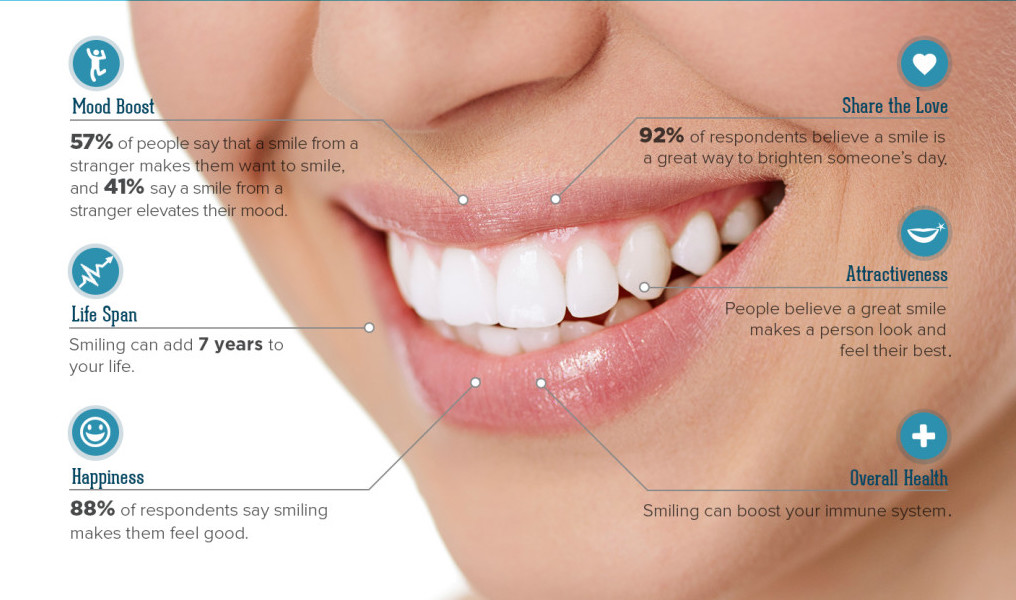 Mood Boost
57% of people say that a smile from a
stranger makes them want to smile,
and 41% say a smile from a
stranger elevates their mood.
Life Span
Smiling can add 7 years to
your life.
Happiness
88% of respondents say smiling
makes them feel good.
Share the Love
92% of respondents believe a smile is
a great way to brighten someone's day.
Attractiveness
People believe a great smile
makes a person look and
feel their best.
Overall Health
Smiling can boost your immune system.